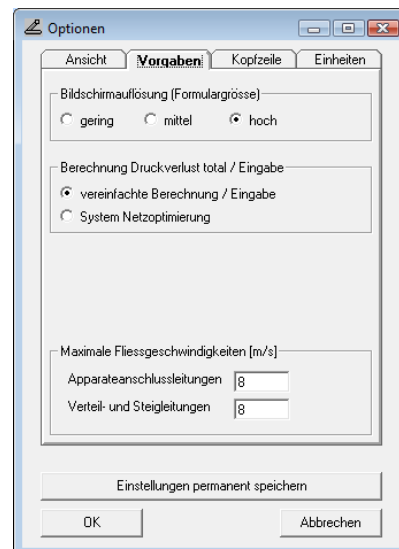 Optionen
Ansicht Vorgaben Kopfzeile Einheiten
Bildschirmauflösung (Formulargrösse)
gering mittel hoch
Berechnung Druckverlust total / Eingabe
vereinfachte Berechnung / Eingabe
System Netzoptimierung
Maximale Fliessgeschwindigkeiten [m/s]
Apparateanschlussleitungen 8
Verteil- und Steigleitungen 8
Einstellungen permanent speichern
OK Abbrechen